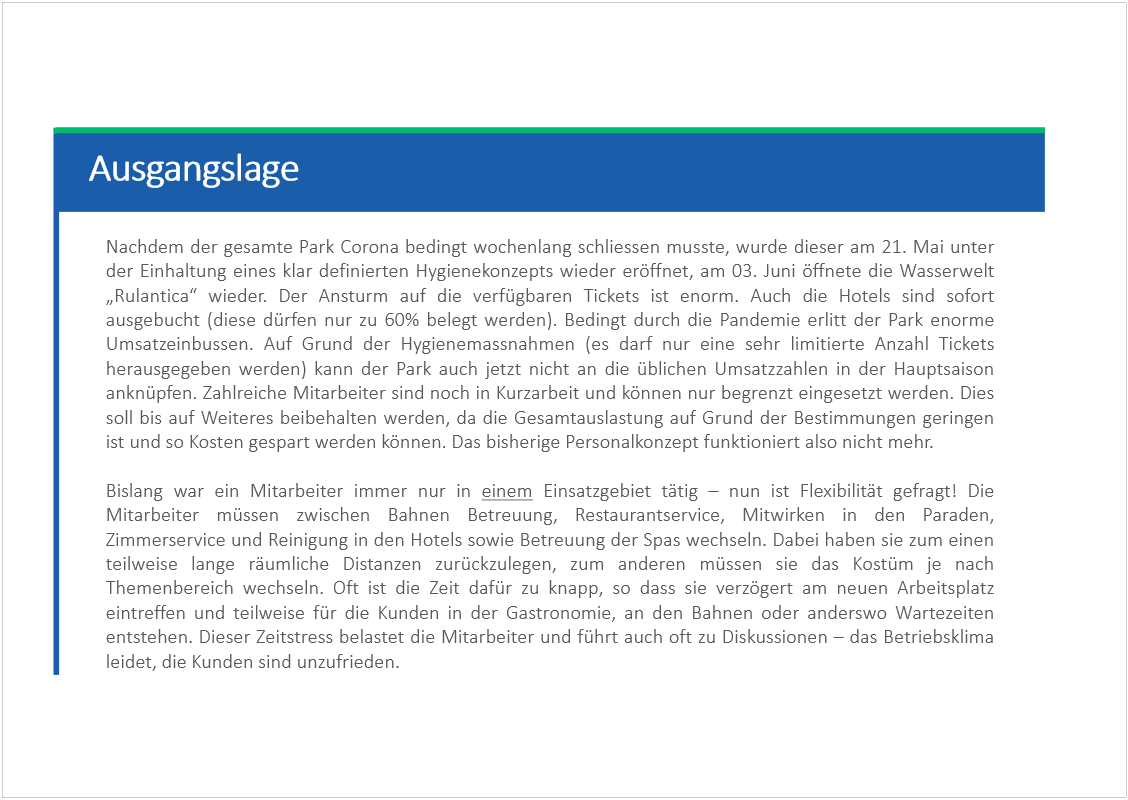 Ausgangslage
Nachdem der gesamte Park Corona bedingt wochenlang schliessen musste, wurde dieser am 21. Mai unter
der Einhaltung eines klar definierten Hygienekonzepts wieder eröffnet, am 03. Juni öffnete die Wasserwelt
„Rulantica“ wieder. Der Ansturm auf die verfügbaren Tickets ist enorm. Auch die Hotels sind sofort
ausgebucht (diese dürfen nur zu 60% belegt werden). Bedingt durch die Pandemie erlitt der Park enorme
Umsatzeinbussen. Auf Grund der Hygienemassnahmen (es darf nur eine sehr limitierte Anzahl Tickets
herausgegeben werden) kann der Park auch jetzt nicht an die üblichen Umsatzzahlen in der Hauptsaison
anknüpfen. Zahlreiche Mitarbeiter sind noch in Kurzarbeit und können nur begrenzt eingesetzt werden. Dies
soll bis auf Weiteres beibehalten werden, da die Gesamtauslastung auf Grund der Bestimmungen geringen
ist und so Kosten gespart werden können. Das bisherige Personalkonzept funktioniert also nicht mehr.
Bislang war ein Mitarbeiter immer nur in einem Einsatzgebiet tätig – nun ist Flexibilität gefragt! Die
Mitarbeiter müssen zwischen Bahnen Betreuung, Restaurantservice, Mitwirken in den Paraden,
Zimmerservice und Reinigung in den Hotels sowie Betreuung der Spas wechseln. Dabei haben sie zum einen
teilweise lange räumliche Distanzen zurückzulegen, zum anderen müssen sie das Kostüm je nach
Themenbereich wechseln. Oft ist die Zeit dafür zu knapp, so dass sie verzögert am neuen Arbeitsplatz
eintreffen und teilweise für die Kunden in der Gastronomie, an den Bahnen oder anderswo Wartezeiten
entstehen. Dieser Zeitstress belastet die Mitarbeiter und führt auch oft zu Diskussionen – das Betriebsklima
leidet, die Kunden sind unzufrieden.